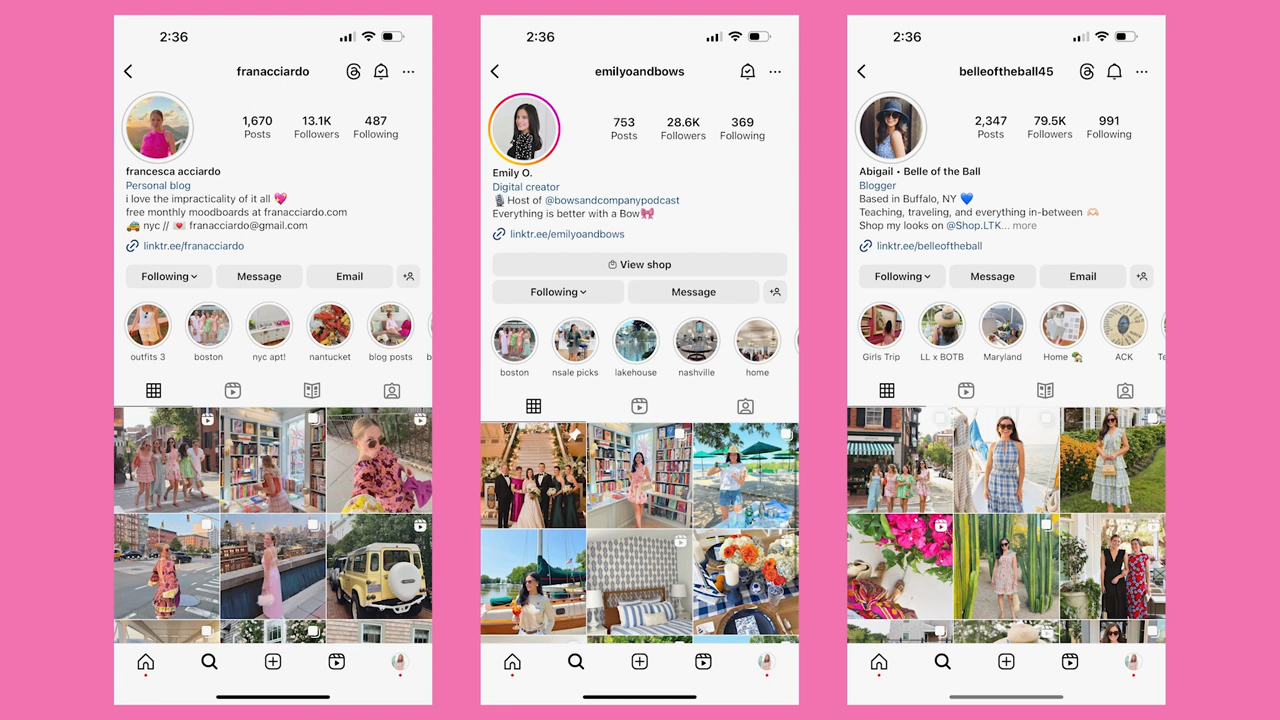 2:36
franacciardo
1,670 13.1K 487
Posts Followers Following
francesca acciardo
Personal blog
i love the impracticality of it all 💖
free monthly moodboards at franacciardo.com
🚕 nyc // 💌 franacciardo@gmail.com
linktr.ee/franacciardo
Following Message Email
outfits 3 boston nyc apt! nantucket blog posts b
2:36
emilyoandbows
753 28.6K 369
Posts Followers Following
Emily O.
Digital creator
🎙️Host of @bowsandcompanypodcast
Everything is better with a Bow🎀
linktr.ee/emilyoandbows
View shop
Following Message
boston nsale picks lakehouse nashville home
2:36
belleoftheball45
2,347 79.5K 991
Posts Followers Following
Abigail • Belle of the Ball
Blogger
Based in Buffalo, NY 💙
Teaching, traveling, and everything in-between 🫶🏻
Shop my looks on @Shop.LTK... more
linktr.ee/belleoftheball
Following Message Email
Girls Trip LL x BOTB Maryland Home 🏡 ACK Te